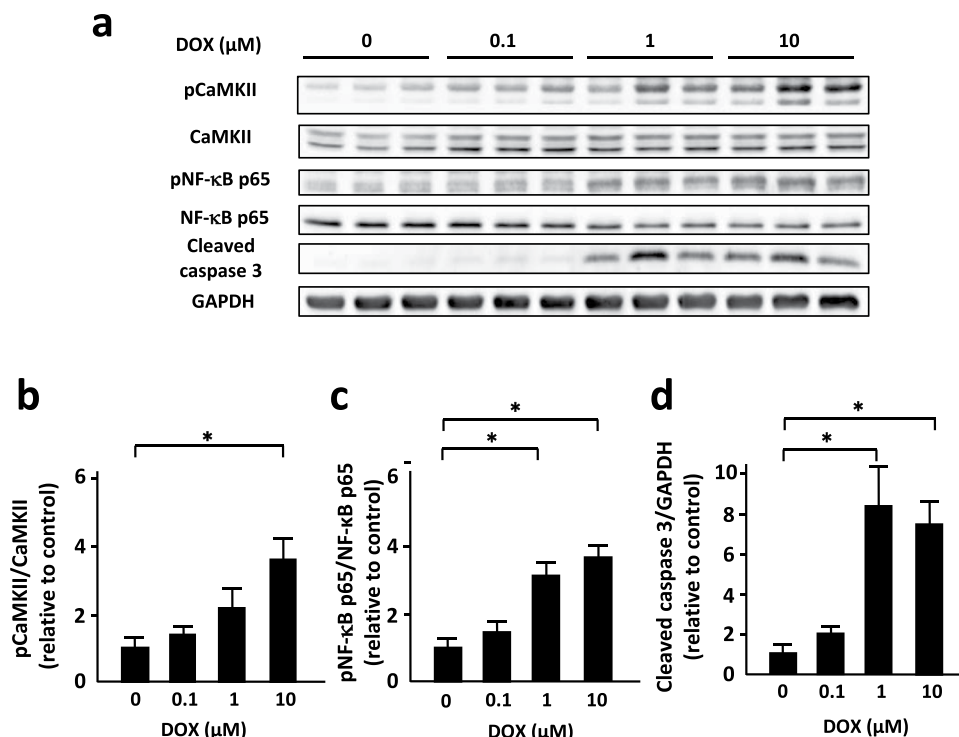 a
DOX (µM) 0 0.1 1 10
pCaMKII
CaMKII
pNF-κB p65
NF-κB p65
Cleaved
caspase 3
GAPDH
b
*
pCaMKII/CaMKII
(relative to control)
6
4
2
0
0 0.1 1 10
DOX (µM)
c
*
*
pNF-κB p65/NF-κB p65
(relative to control)
6
4
2
0
0 0.1 1 10
DOX (µM)
d
*
*
Cleaved caspase 3/GAPDH
(relative to control)
10
8
6
4
2
0
0 0.1 1 10
DOX (µM)